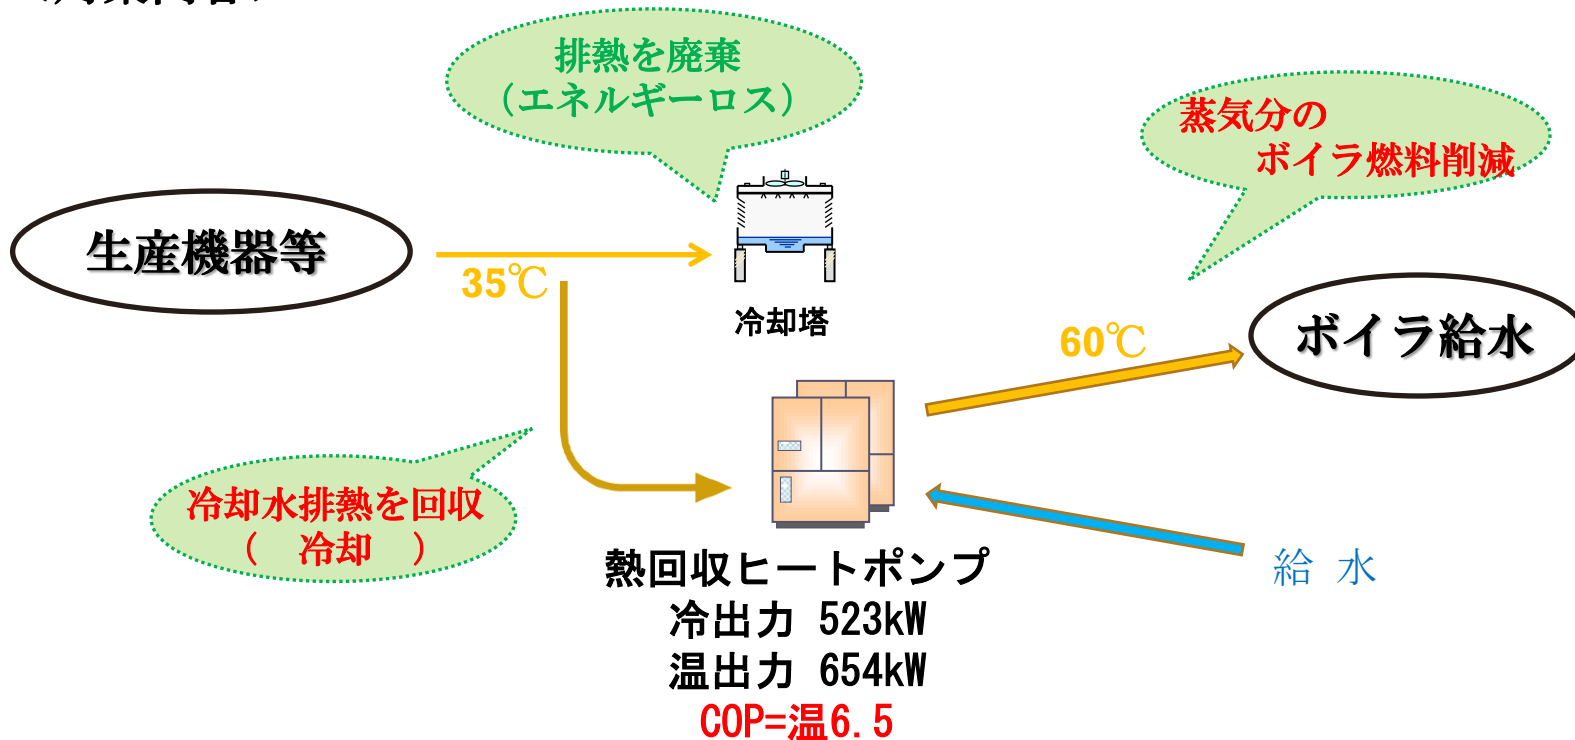 排熱を廃棄
(エネルギーロス)
蒸気分の
ボイラ燃料削減
生産機器等
35℃
冷却塔
60℃
ボイラ給水
冷却水排熱を回収
( 冷却 )
熱回収ヒートポンプ
給 水
冷出力 523kW
温出力 654kW
COP=温6.5